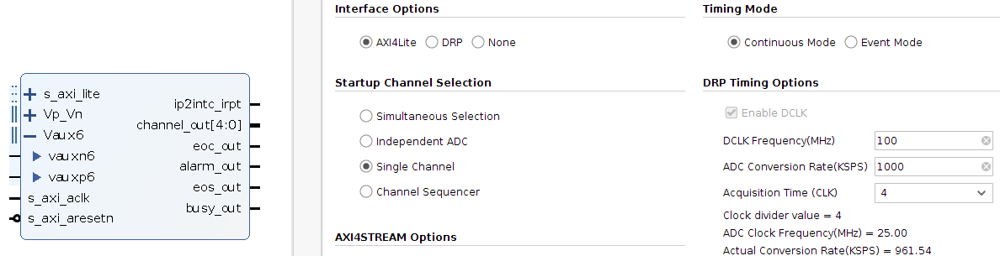 s_axi_lite
Vp_Vn
Vaux6
vauxn6
vauxp6
s_axi_aclk
s_axi_aresetn
ip2intc_irpt
channel_out[4:0]
eoc_out
alarm_out
eos_out
busy_out
Interface Options
AXI4Lite DRP None
Startup Channel Selection
Simultaneous Selection
Independent ADC
Single Channel
Channel Sequencer
AXI4STREAM Options
Timing Mode
Continuous Mode Event Mode
DRP Timing Options
Enable DCLK
DCLK Frequency(MHz) 100
ADC Conversion Rate(KSPS) 1000
Acquisition Time (CLK) 4
Clock divider value = 4
ADC Clock Frequency(MHz) = 25.00
Actual Conversion Rate(KSPS) = 961.54